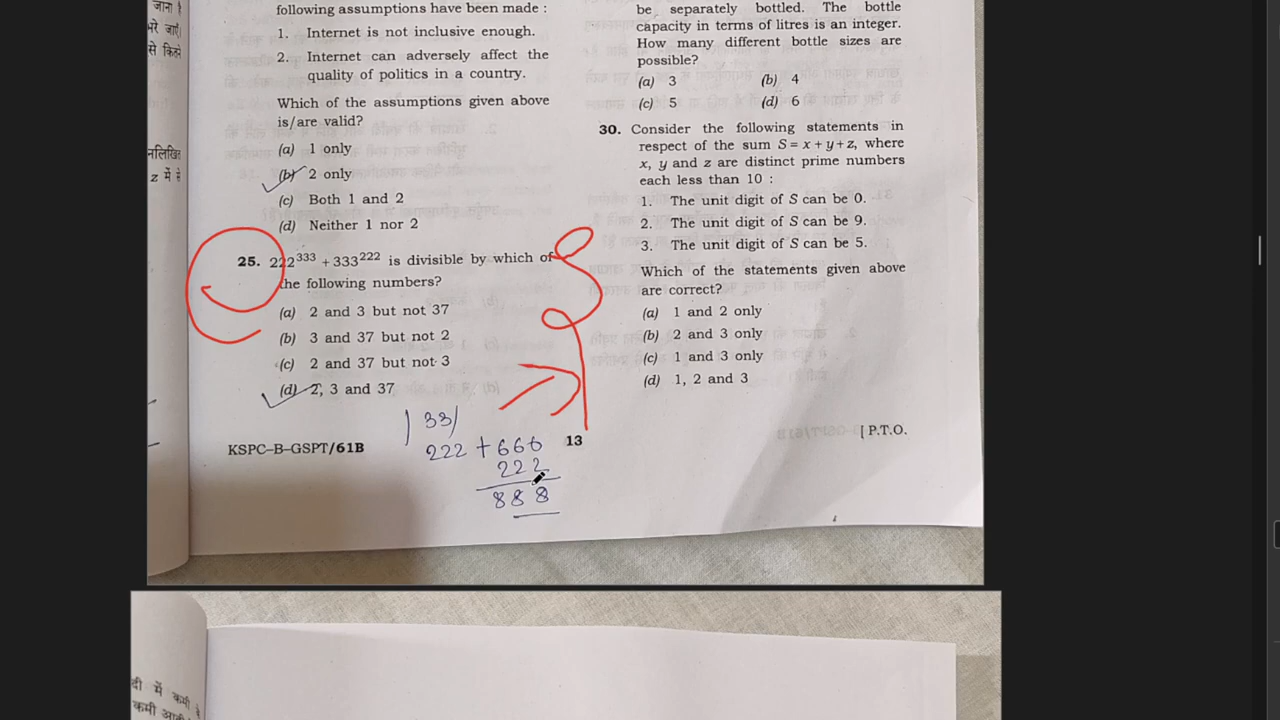 जाना है
भरे जाएँ
से कितने
नलिखित
z में से
following assumptions have been made :
1. Internet is not inclusive enough.
2. Internet can adversely affect the
quality of politics in a country.
Which of the assumptions given above
is/are valid?
(a) 1 only
(b) 2 only
(c) Both 1 and 2
(d) Neither 1 nor 2
25. 222³³³ + 333²²² is divisible by which of
the following numbers?
(a) 2 and 3 but not 37
(b) 3 and 37 but not 2
(c) 2 and 37 but not 3
(d) 2, 3 and 37
33
222 + 666
222
888
KSPC–B–GSPT/61B
13
be separately bottled. The bottle
capacity in terms of litres is an integer.
How many different bottle sizes are
possible?
(a) 3 (b) 4
(c) 5 (d) 6
30. Consider the following statements in
respect of the sum S = x + y + z, where
x, y and z are distinct prime numbers
each less than 10 :
1. The unit digit of S can be 0.
2. The unit digit of S can be 9.
3. The unit digit of S can be 5.
Which of the statements given above
are correct?
(a) 1 and 2 only
(b) 2 and 3 only
(c) 1 and 3 only
(d) 1, 2 and 3
[ P.T.O.
दी में कमी
कमी